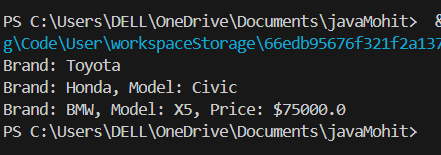 PS C:\Users\DELL\OneDrive\Documents\javaMohit>  &
g\Code\User\workspaceStorage\66edb95676f321f2a137
Brand: Toyota
Brand: Honda, Model: Civic
Brand: BMW, Model: X5, Price: $75000.0
PS C:\Users\DELL\OneDrive\Documents\javaMohit>